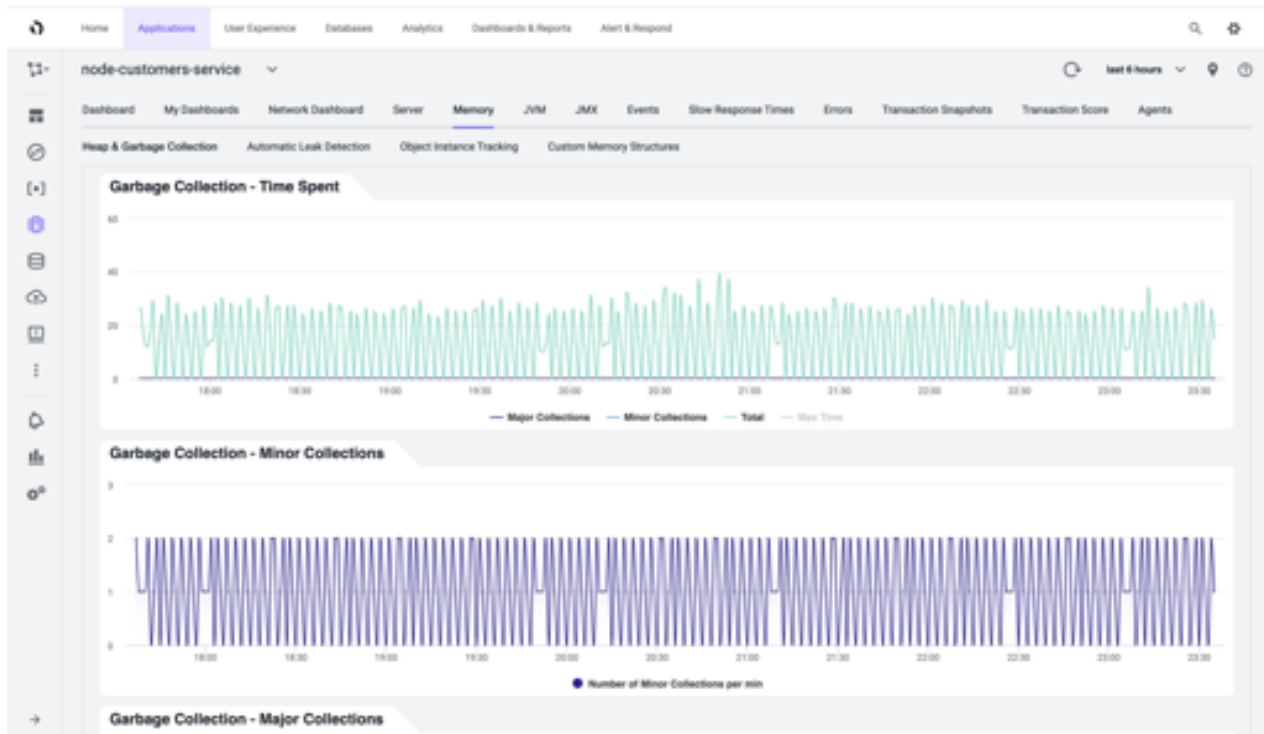 Home Applications User Experience Databases Analytics Dashboards & Reports Alert & Respond
node-customers-service
last 6 hours
Dashboard My Dashboards Network Dashboard Server Memory JVM JMX Events Slow Response Times Errors Transaction Snapshots Transaction Score Agents
Heap & Garbage Collection Automatic Leak Detection Object Instance Tracking Custom Memory Structures
Garbage Collection - Time Spent
60
40
20
0
18:00 18:30 19:00 19:30 20:00 20:30 21:00 21:30 22:00 22:30 23:00 23:30
Major Collections Minor Collections Total Max Time
Garbage Collection - Minor Collections
3
2
1
0
18:00 18:30 19:00 19:30 20:00 20:30 21:00 21:30 22:00 22:30 23:00 23:30
Number of Minor Collections per min
Garbage Collection - Major Collections